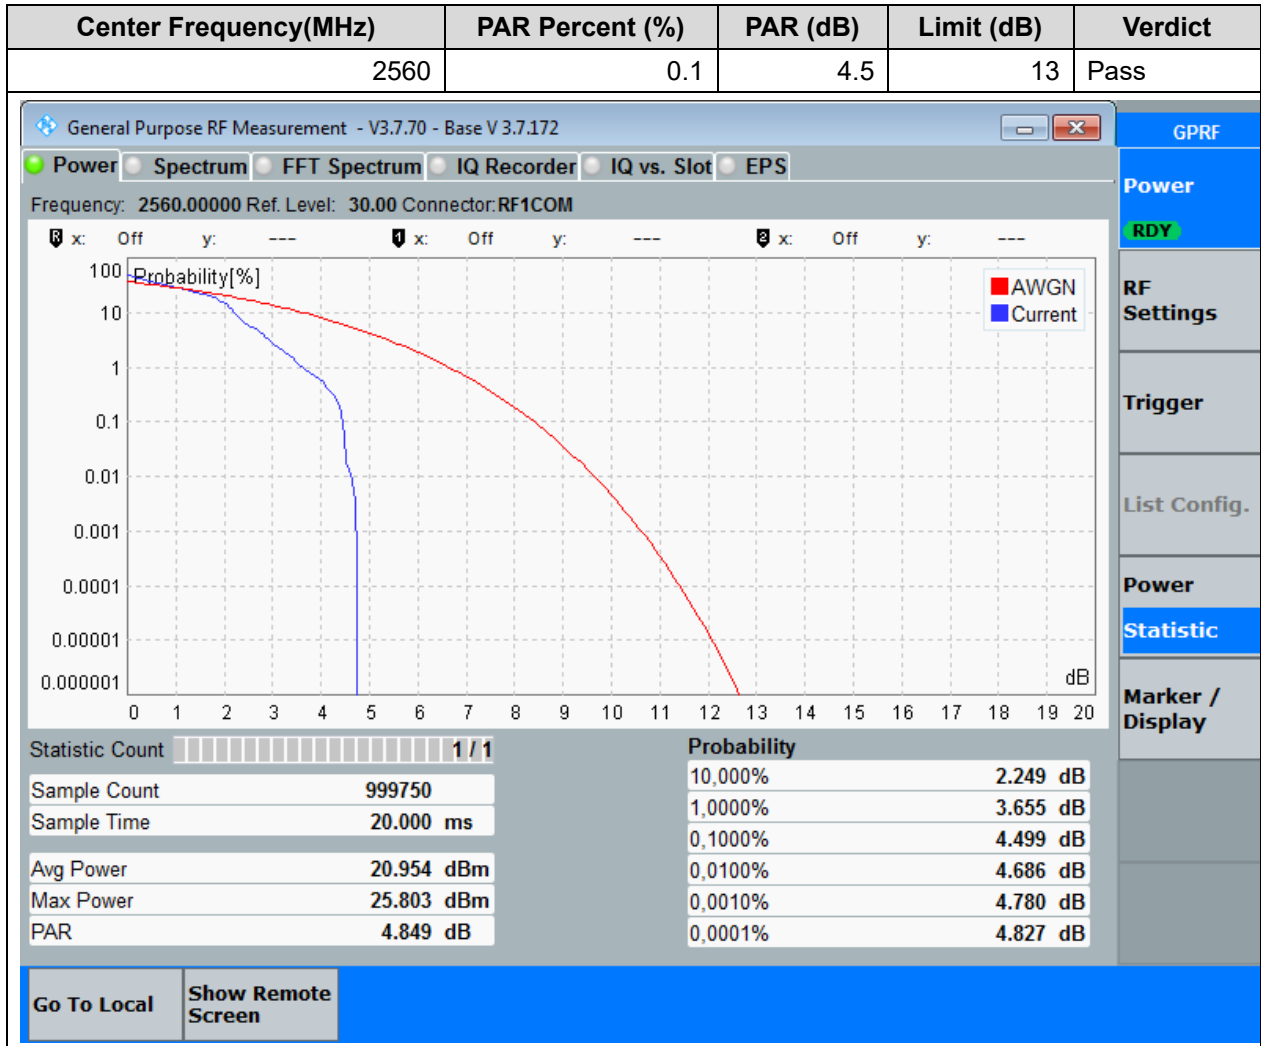 Center Frequency(MHz) PAR Percent (%) PAR (dB) Limit (dB) Verdict
2560 0.1 4.5 13 Pass
General Purpose RF Measurement - V3.7.70 - Base V 3.7.172
GPRF
Power Spectrum FFT Spectrum IQ Recorder IQ vs. Slot EPS
Power
RDY
Frequency: 2560.00000 Ref. Level: 30.00 Connector: RF1COM
R x: Off y: --- 1 x: Off y: --- 2 x: Off y: ---
RF
Settings
Trigger
List Config.
Power
Statistic
Marker /
Display
Probability[%]
AWGN
Current
100
10
1
0.1
0.01
0.001
0.0001
0.00001
0.000001
dB
0 1 2 3 4 5 6 7 8 9 10 11 12 13 14 15 16 17 18 19 20
Statistic Count 1 / 1
Sample Count 999750
Sample Time 20.000 ms
Avg Power 20.954 dBm
Max Power 25.803 dBm
PAR 4.849 dB
Probability
10,000% 2.249 dB
1,0000% 3.655 dB
0,1000% 4.499 dB
0,0100% 4.686 dB
0,0010% 4.780 dB
0,0001% 4.827 dB
Go To Local
Show Remote
Screen